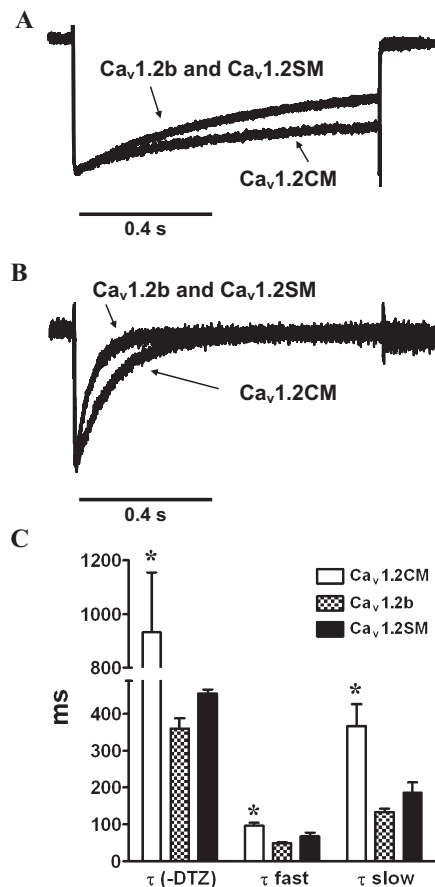 A
Cav1.2b and Cav1.2SM
Cav1.2CM
0.4 s
B
Cav1.2b and Cav1.2SM
Cav1.2CM
0.4 s
C
1200
1000
800
400
300
200
100
0
ms
*
*
*
Cav1.2CM
Cav1.2b
Cav1.2SM
τ (-DTZ)
τ fast
τ slow